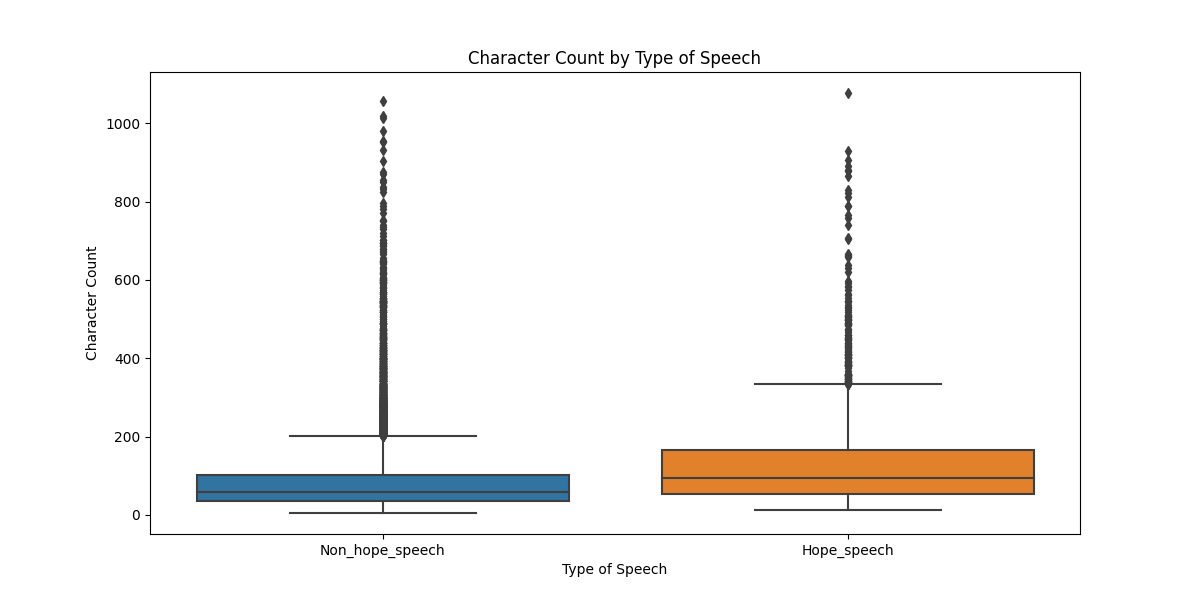 Character Count by Type of Speech
Character Count
1000
800
600
400
200
0
Non_hope_speech
Hope_speech
Type of Speech